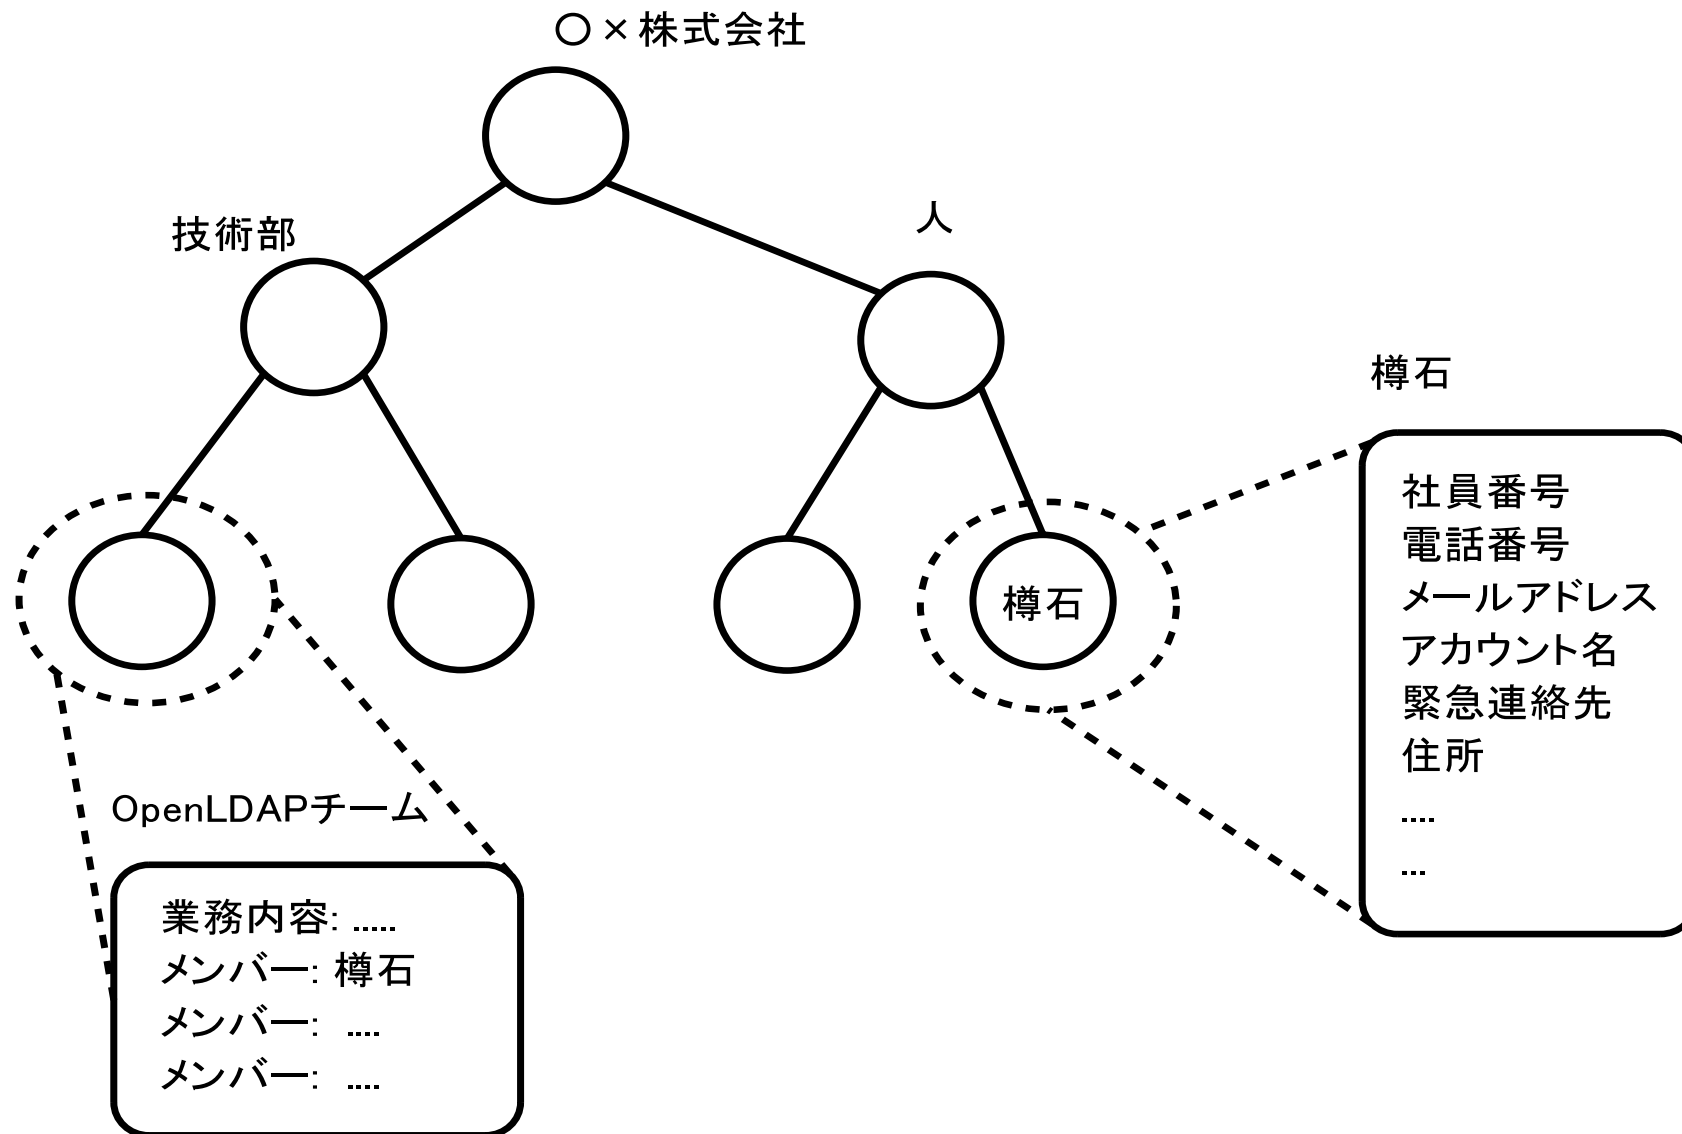 ○×株式会社
技術部
人
樽石
樽石
社員番号
電話番号
メールアドレス
アカウント名
緊急連絡先
住所
....
...
OpenLDAPチーム
業務内容: .....
メンバー: 樽石
メンバー: ....
メンバー: ....